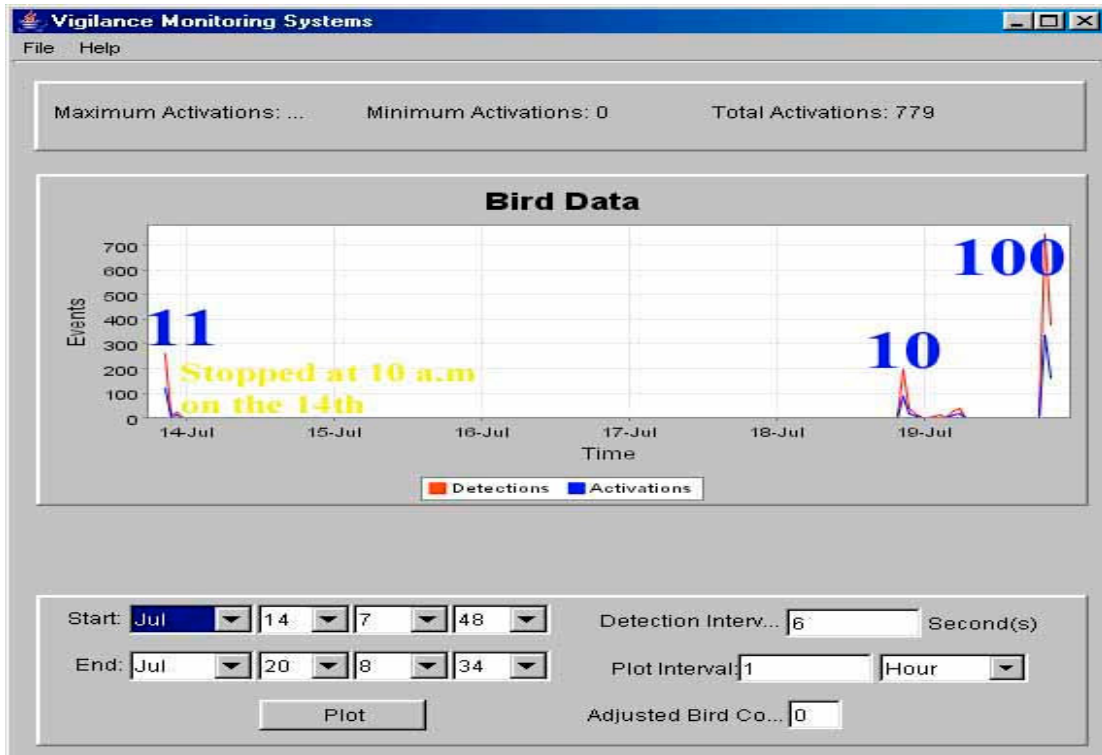 Vigilance Monitoring Systems
File Help
Maximum Activations: ... Minimum Activations: 0 Total Activations: 779
Bird Data
Events
700
600
500
400
300
200
100
0
11
Stopped at 10 a.m
on the 14th
10
100
14-Jul 15-Jul 16-Jul 17-Jul 18-Jul 19-Jul
Time
Detections Activations
Start: Jul 14 7 48
End: Jul 20 8 34
Plot
Detection Interv... 6 Second(s)
Plot Interval: 1 Hour
Adjusted Bird Co... 0